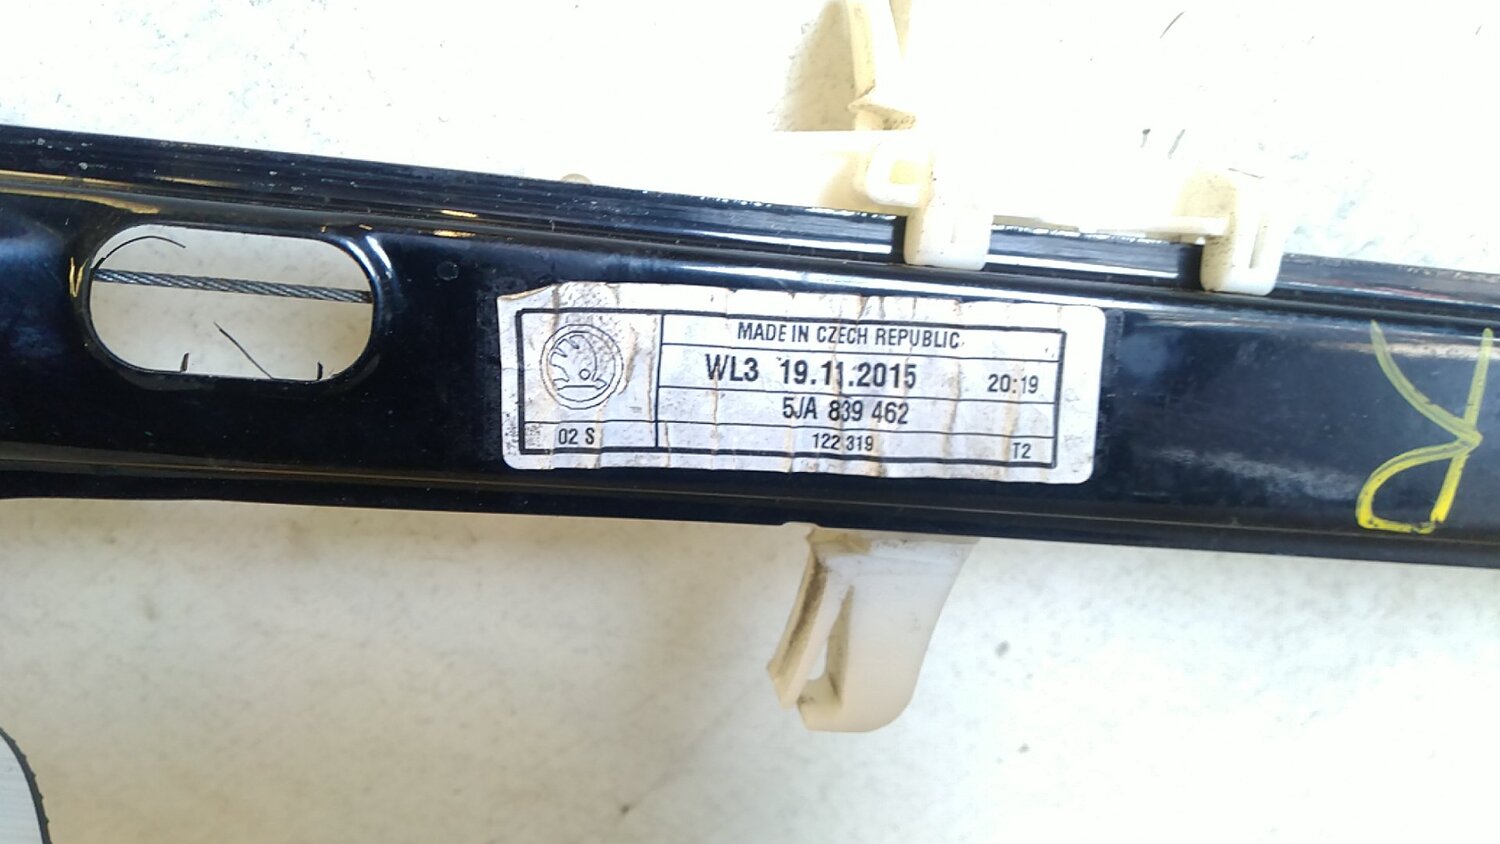 MADE IN CZECH REPUBLIC
WL3 19.11.2015 20:19
5JA 839 462
02 S 122 319 T2
R